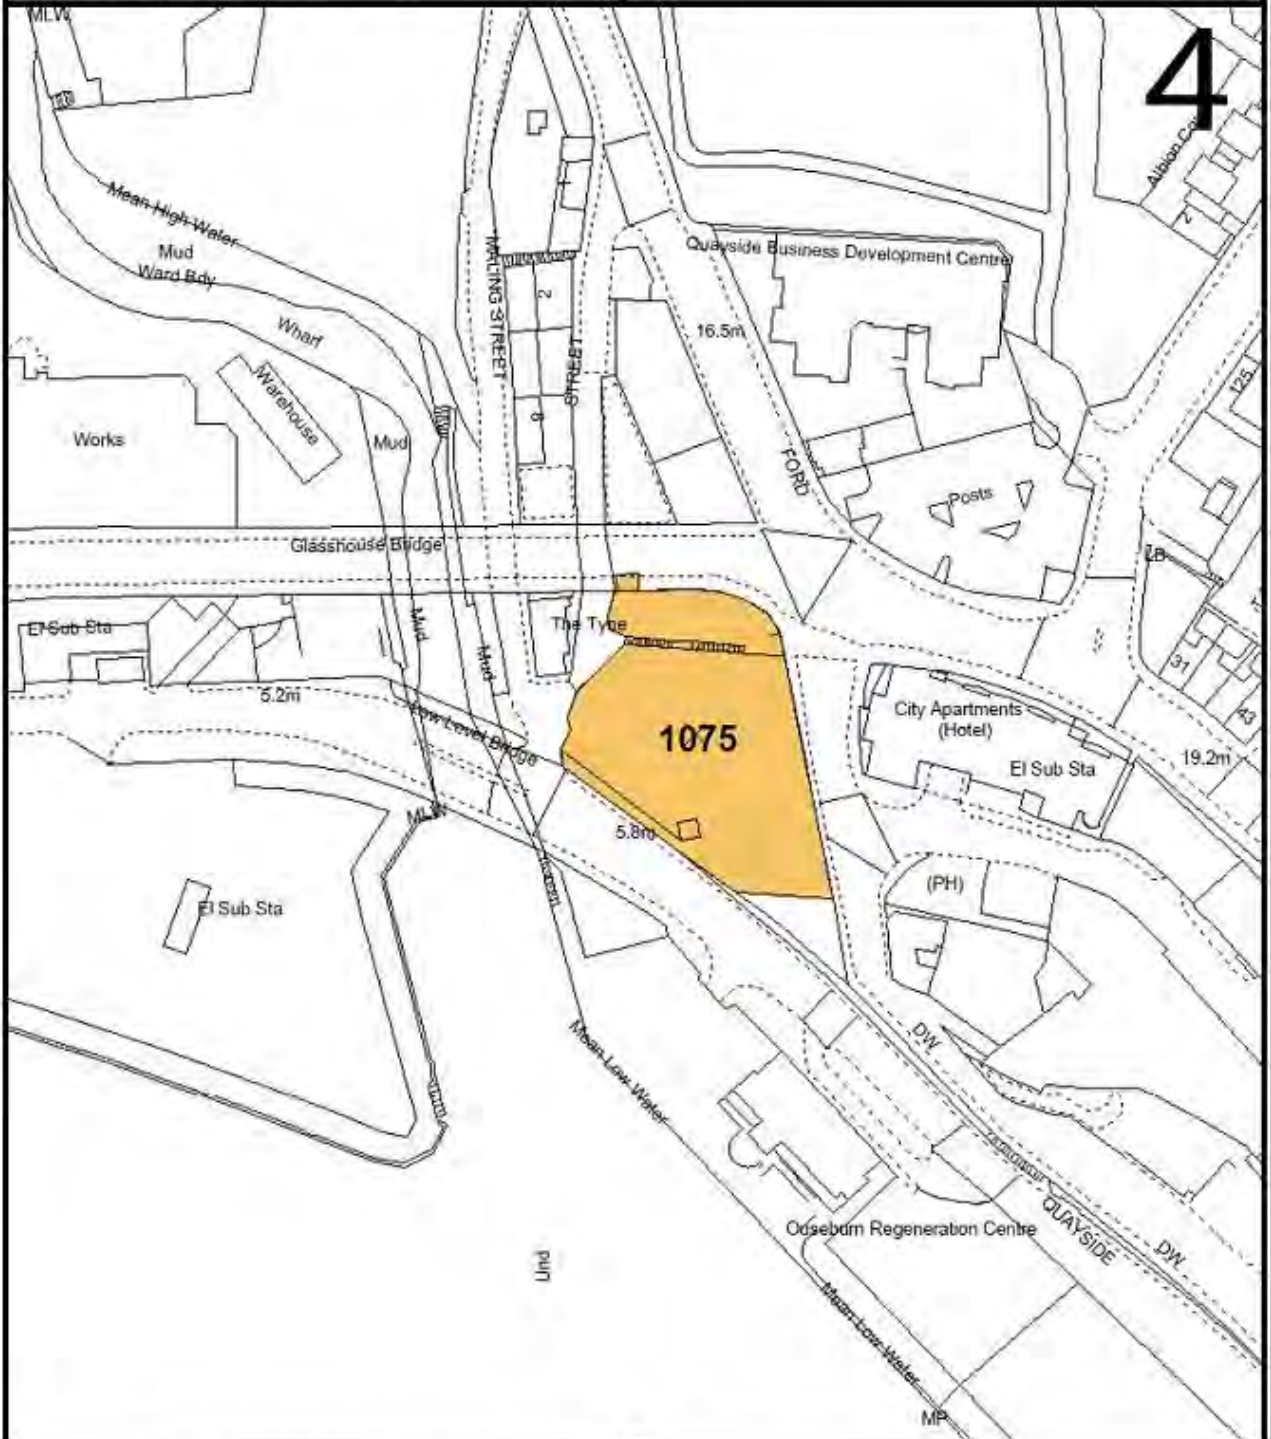 MLW
4
Albion Co
2
Mean High Water
Mud
Ward Bdy
Wharf
MALING STREET
Quayside Business Development Centre
2
16.5m
STREET
Warehouse
125
8
Works
Mud
FORD
Posts
Glasshouse Bridge
LB
El Sub Sta
Mud
The Tyne
Mud
31
5.2m
43
City Apartments
(Hotel)
Low Level Bridge
1075
El Sub Sta
19.2m
MLW
5.8m
(PH)
El Sub Sta
Mean Low Water
DW
Ouseburn Regeneration Centre
QUAYSIDE
DW
Und
Mean Low Water
MP